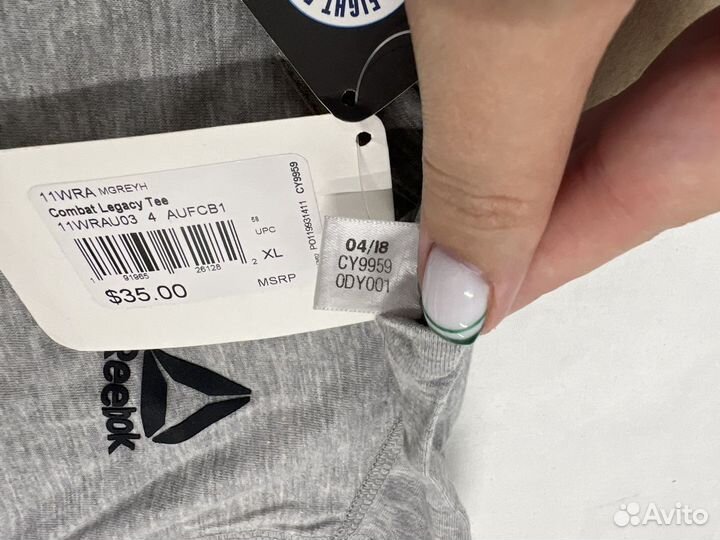 FIGHT
11WRA MGREYH
Combat Legacy Tee
11WRAU03 4 AUFCB1
58
UPC
1 91965 26128 2
XL
$35.00
MSRP
CY9959
04/18
CY9959
0DY001
Reebok
Avito